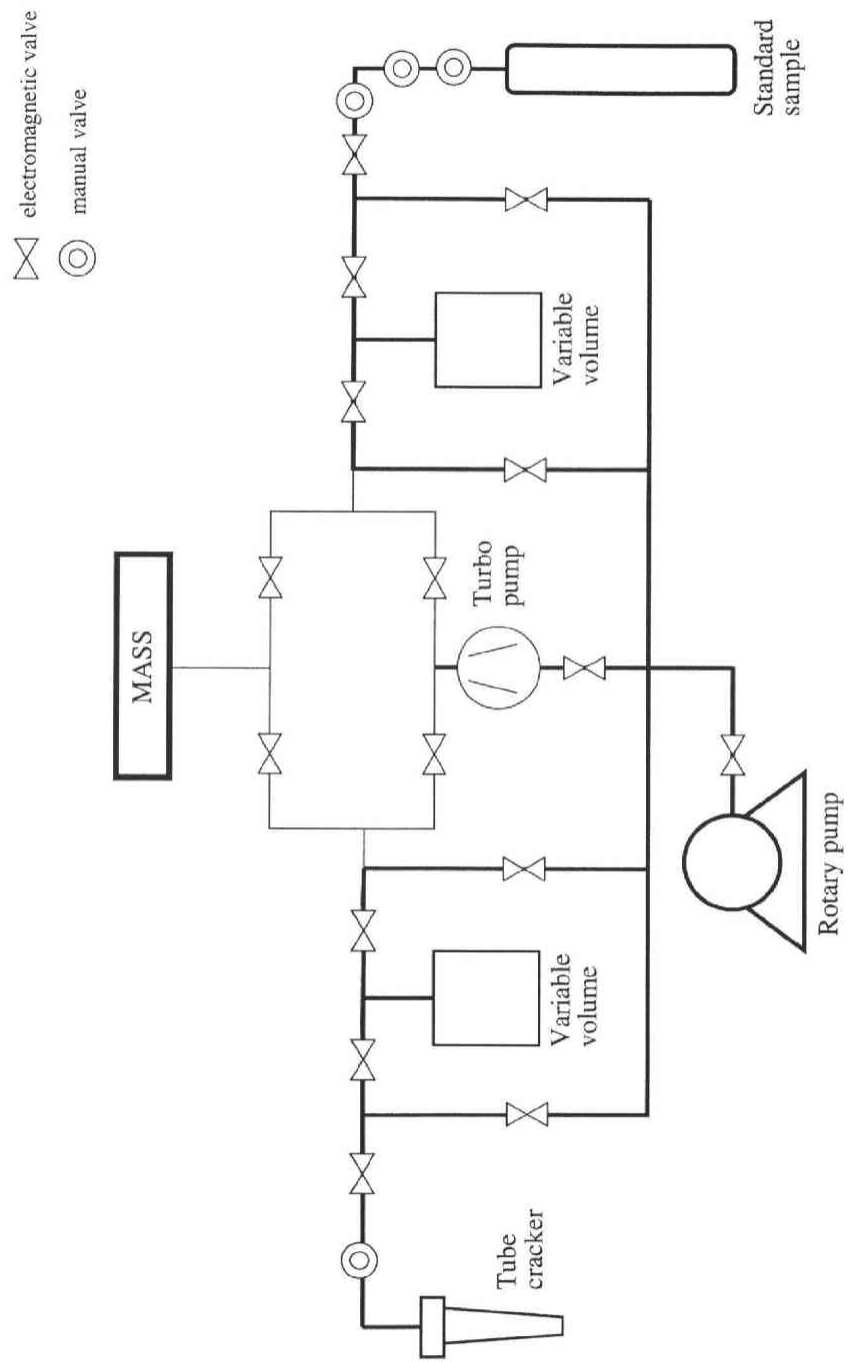 electromagnetic valve
manual valve
MASS
Standard
sample
Variable
volume
Turbo
pump
Variable
volume
Rotary pump
Tube
cracker